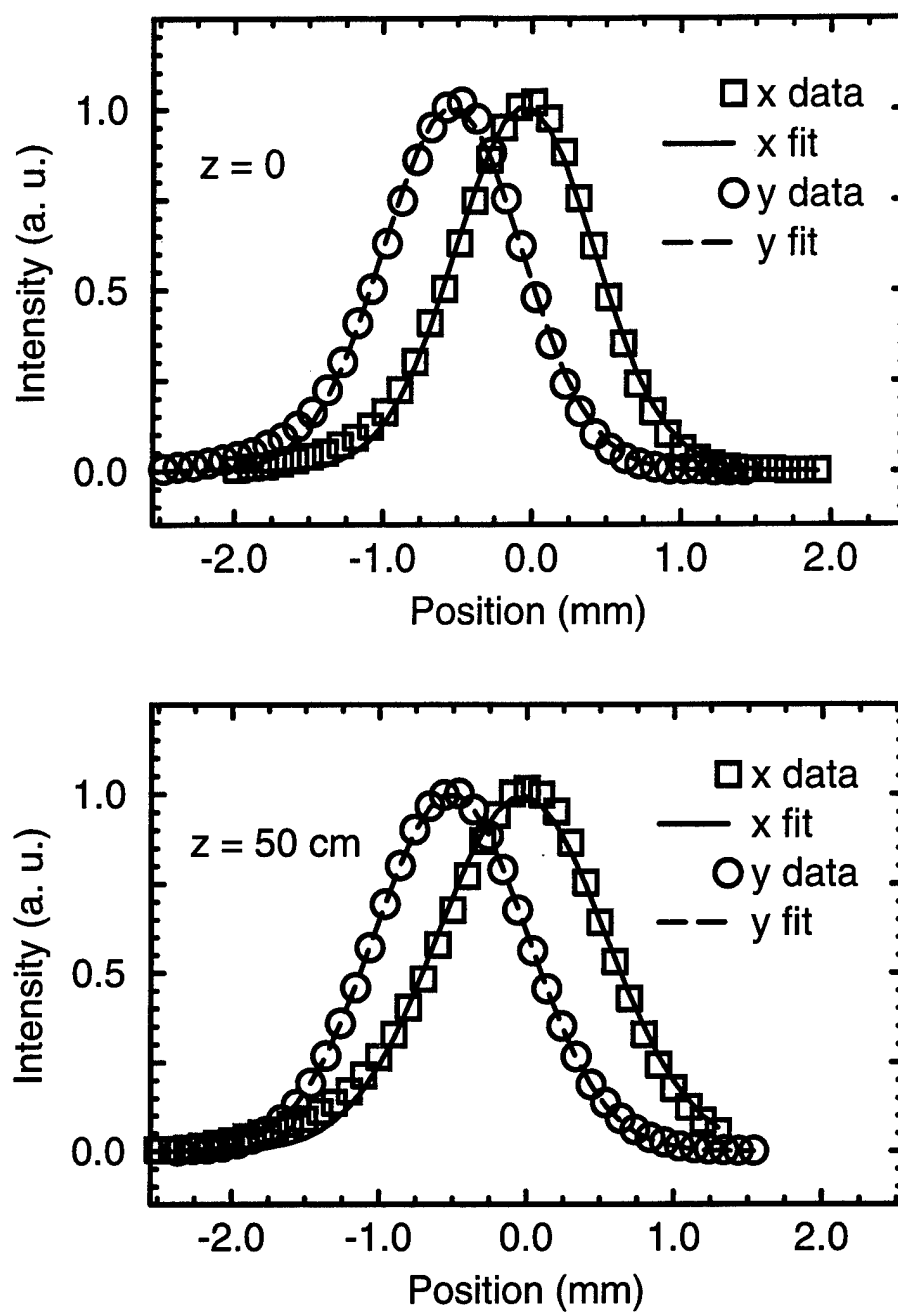 1.0
0.5
0.0
Intensity (a. u.)
z = 0
x data
x fit
y data
y fit
-2.0 -1.0 0.0 1.0 2.0
Position (mm)
1.0
0.5
0.0
Intensity (a. u.)
z = 50 cm
x data
x fit
y data
y fit
-2.0 -1.0 0.0 1.0 2.0
Position (mm)